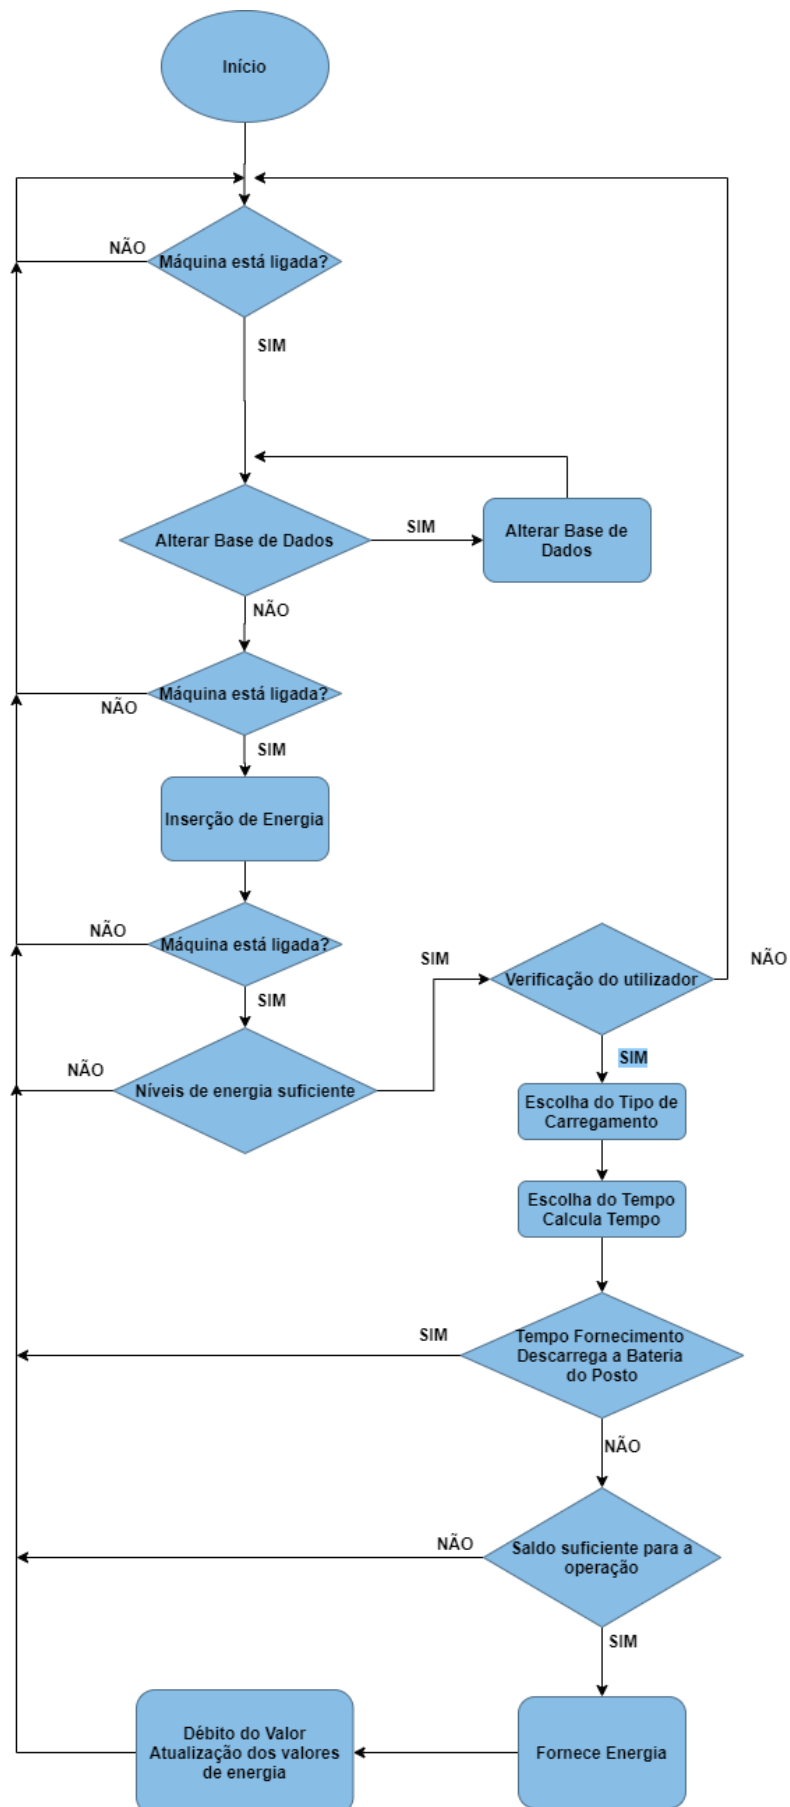 Início
NÃO
Máquina está ligada?
SIM
Alterar Base de Dados
SIM
Alterar Base de
Dados
NÃO
Máquina está ligada?
NÃO
SIM
Inserção de Energia
NÃO
Máquina está ligada?
SIM
NÃO
Níveis de energia suficiente
SIM
Verificação do utilizador
NÃO
SIM
Escolha do Tipo de
Carregamento
Escolha do Tempo
Calcula Tempo
SIM
Tempo Fornecimento
Descarrega a Bateria
do Posto
NÃO
NÃO
Saldo suficiente para a
operação
SIM
Fornece Energia
Débito do Valor
Atualização dos valores
de energia